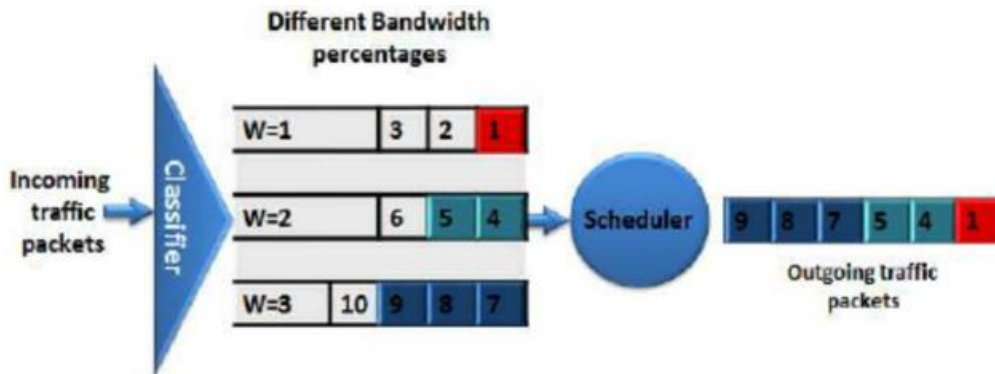 Different Bandwidth
percentages
Incoming
traffic
packets
Classifier
W=1 3 2 1
W=2 6 5 4
W=3 10 9 8 7
Scheduler
9 8 7 5 4 1
Outgoing traffic
packets